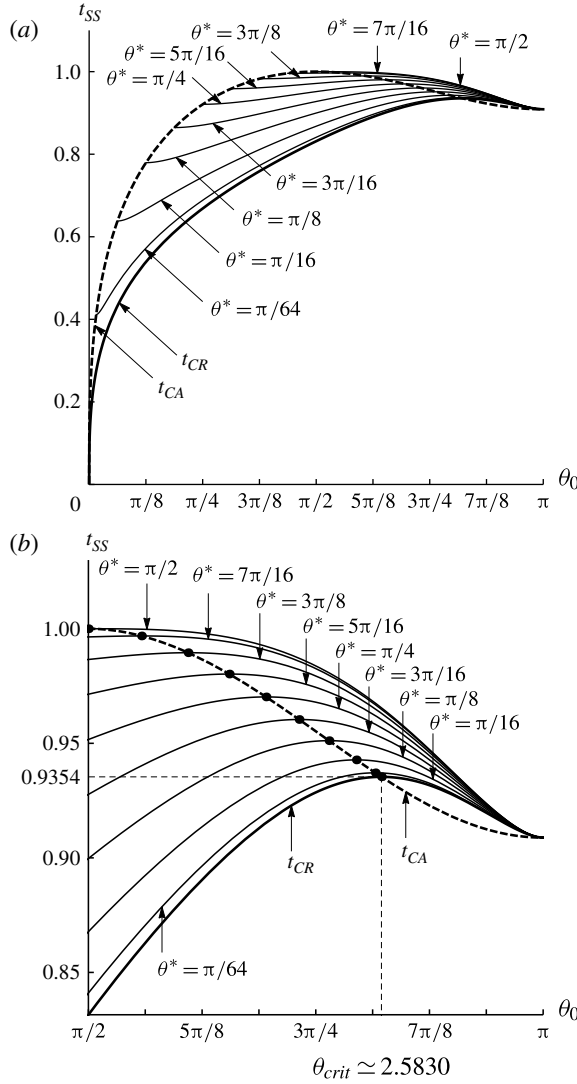 (a)
t_SS
θ* = 3π/8
θ* = 7π/16
θ* = 5π/16
θ* = π/2
θ* = π/4
1.0
0.8
θ* = 3π/16
θ* = π/8
0.6
θ* = π/16
θ* = π/64
0.4
t_CR
t_CA
0.2
0
π/8 π/4 3π/8 π/2 5π/8 3π/4 7π/8 π
θ_0
(b)
t_SS
θ* = π/2
θ* = 7π/16
θ* = 3π/8
1.00
θ* = 5π/16
θ* = π/4
θ* = 3π/16
θ* = π/8
θ* = π/16
0.95
0.9354
0.90
t_CR
t_CA
0.85
θ* = π/64
θ_0
π/2 5π/8 3π/4 7π/8 π
θ_crit ≃ 2.5830